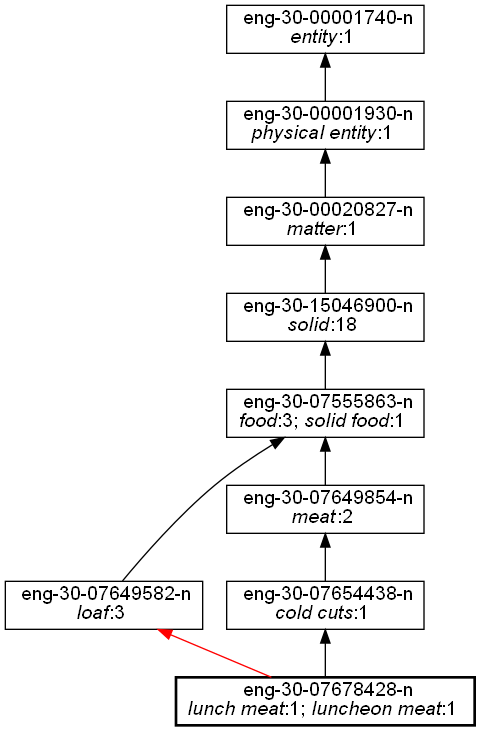 eng-30-00001740-n
entity:1
eng-30-00001930-n
physical entity:1
eng-30-00020827-n
matter:1
eng-30-15046900-n
solid:18
eng-30-07555863-n
food:3; solid food:1
eng-30-07649854-n
meat:2
eng-30-07649582-n
loaf:3
eng-30-07654438-n
cold cuts:1
eng-30-07678428-n
lunch meat:1; luncheon meat:1